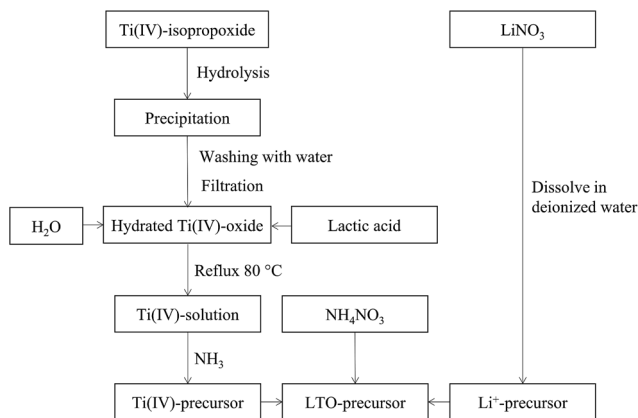 Ti(IV)-isopropoxide
LiNO₃
Hydrolysis
Precipitation
Washing with water
Filtration
Dissolve in
deionized water
H₂O
Hydrated Ti(IV)-oxide
Lactic acid
Reflux 80 °C
Ti(IV)-solution
NH₄NO₃
NH₃
Ti(IV)-precursor
LTO-precursor
Li⁺-precursor